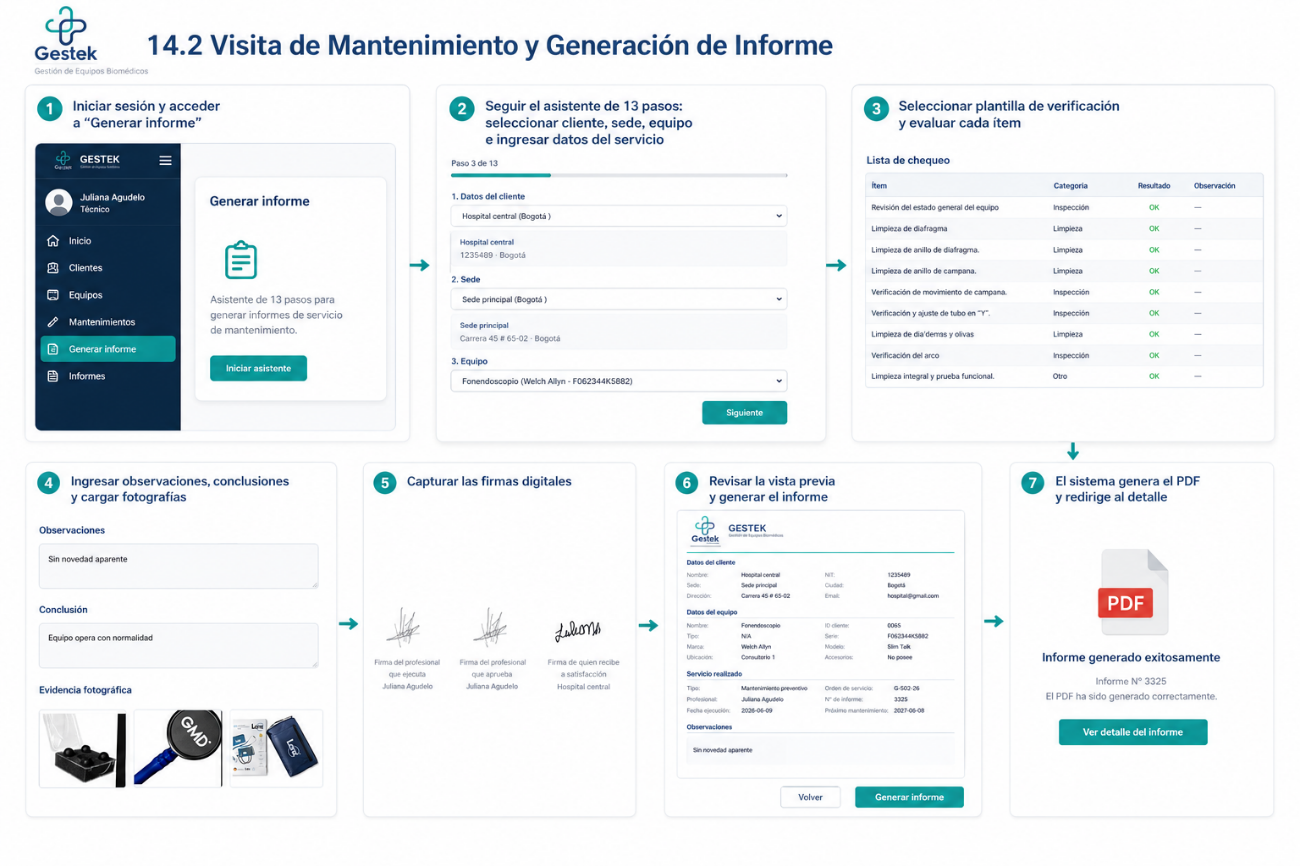 Gestek
Gestión de Equipos Biomédicos
14.2 Visita de Mantenimiento y Generación de Informe
1
Iniciar sesión y acceder
a “Generar informe”
Gestek
GESTEK
Juliana Agudelo
Técnico
Inicio
Clientes
Equipos
Mantenimientos
Generar informe
Informes
Generar informe
Asistente de 13 pasos para
generar informes de servicio
de mantenimiento.
Iniciar asistente
2
Seguir el asistente de 13 pasos:
seleccionar cliente, sede, equipo
e ingresar datos del servicio
Paso 3 de 13
1. Datos del cliente
Hospital central (Bogotá )
Hospital central
1235489 · Bogotá
2. Sede
Sede principal (Bogotá )
Sede principal
Carrera 45 # 65-02 · Bogotá
3. Equipo
Fonendoscopio (Welch Allyn - F062344K5882)
Siguiente
3
Seleccionar plantilla de verificación
y evaluar cada ítem
Lista de chequeo
Ítem Categoria Resultado Observación
Revisión del estado general del equipo Inspección OK —
Limpieza de diafragma Limpieza OK —
Limpieza de anillo de diafragma. Limpieza OK —
Limpieza de anillo de campana. Limpieza OK —
Verificación de movimiento de campana. Inspección OK —
Verificación y ajuste de tubo en “Y”. Inspección OK —
Limpieza de dia'demas y olivas Limpieza OK —
Verificación del arco Inspección OK —
Limpieza integral y prueba funcional. Otro OK —
4
Ingresar observaciones, conclusiones
y cargar fotografías
Observaciones
Sin novedad aparente
Conclusión
Equipo opera con normalidad
Evidencia fotográfica
GMD
5
Capturar las firmas digitales
Firma del profesional
que ejecuta
Juliana Agudelo
Firma del profesional
que aprueba
Juliana Agudelo
Firma de quien recibe
a satisfacción
Hospital central
6
Revisar la vista previa
y generar el informe
Gestek
GESTEK
Gestión de Equipos Biomédicos
Datos del cliente
Nombre: Hospital central NIT: 1235489
Sede: Sede principal Ciudad: Bogotá
Dirección: Carrera 45 # 65-02 Email: hospital@gmail.com
Datos del equipo
Nombre: Fonendoscopio ID cliente: 0065
Tipo: N/A Serie: F062344K5882
Marca: Welch Allyn Modelo: Slim Talk
Ubicación: Consultorio 1 Accesorios: No posee
Servicio realizado
Tipo: Mantenimiento preventivo Orden de servicio: G-502-26
Profesional: Juliana Agudelo N° de informe: 3325
Fecha ejecución: 2026-06-09 Próximo mantenimiento: 2027-06-08
Observaciones
Sin novedad aparente
Volver
Generar informe
7
El sistema genera el PDF
y redirige al detalle
PDF
Informe generado exitosamente
Informe Nº 3325
El PDF ha sido generado correctamente.
Ver detalle del informe